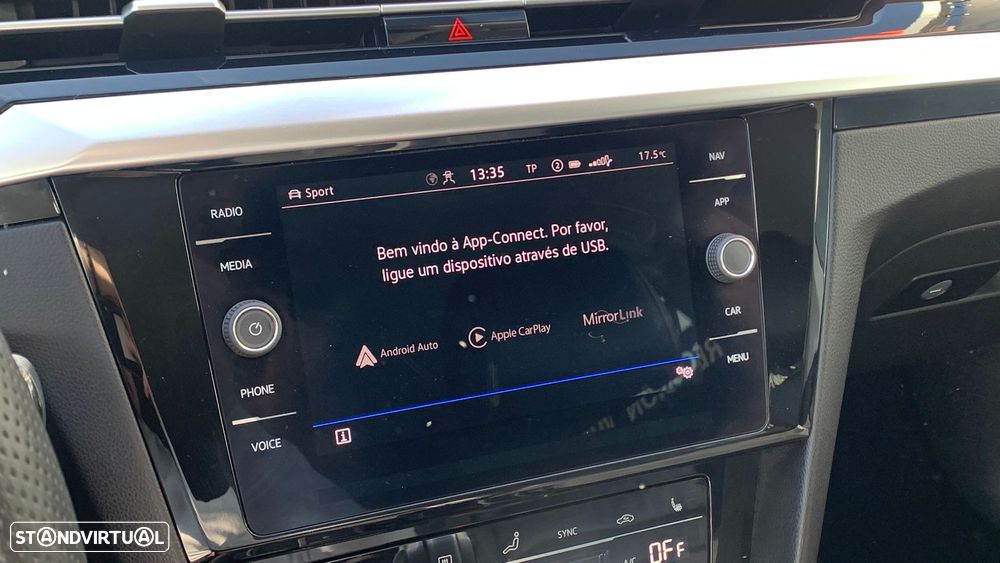 Sport
13:35
TP
2
17.5°C
NAV
RADIO
APP
Bem vindo à App-Connect. Por favor,
ligue um dispositivo através de USB.
MEDIA
Android Auto
Apple CarPlay
MirrorLink
CAR
MENU
PHONE
VOICE
i
SYNC
A/C
OFF
STANDVIRTUAL